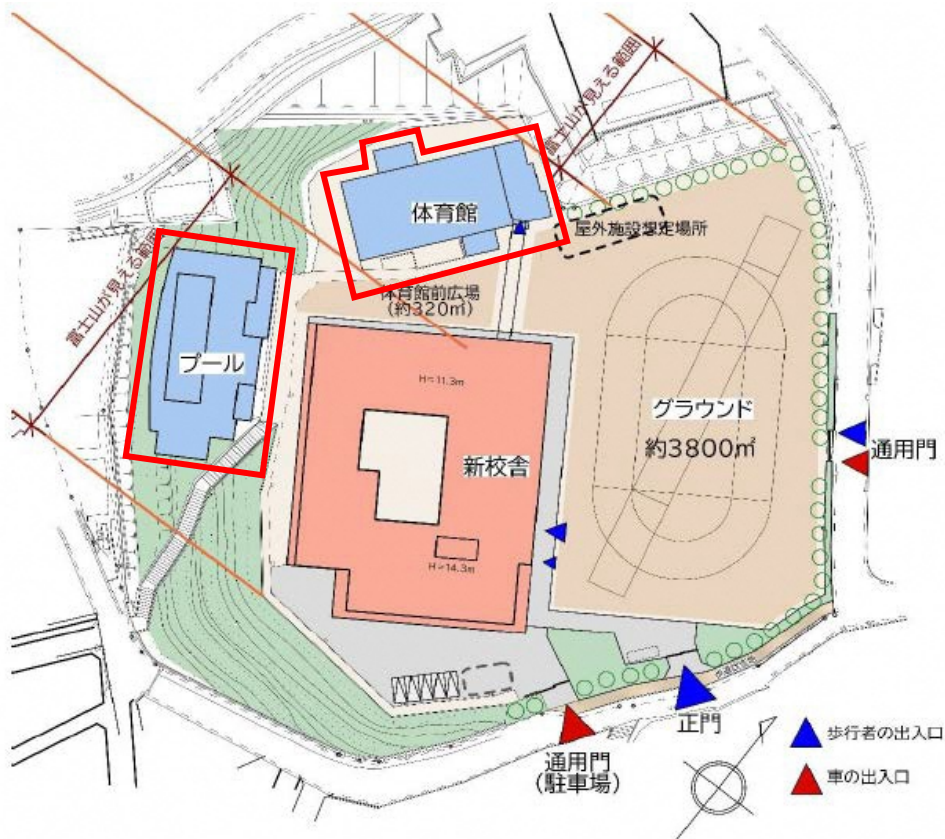 富士山が見える範囲
体育館
屋外施設想定場所
富士山が見える範囲
体育館前広場
(約320㎡)
プール
H=11.3m
グラウンド
約3800㎡
通用門
新校舎
H=14.3m
正門
通用門
(駐車場)
歩行者の出入口
車の出入口